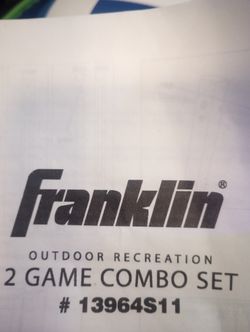 Franklin®
OUTDOOR RECREATION
2 GAME COMBO SET
# 13964S11